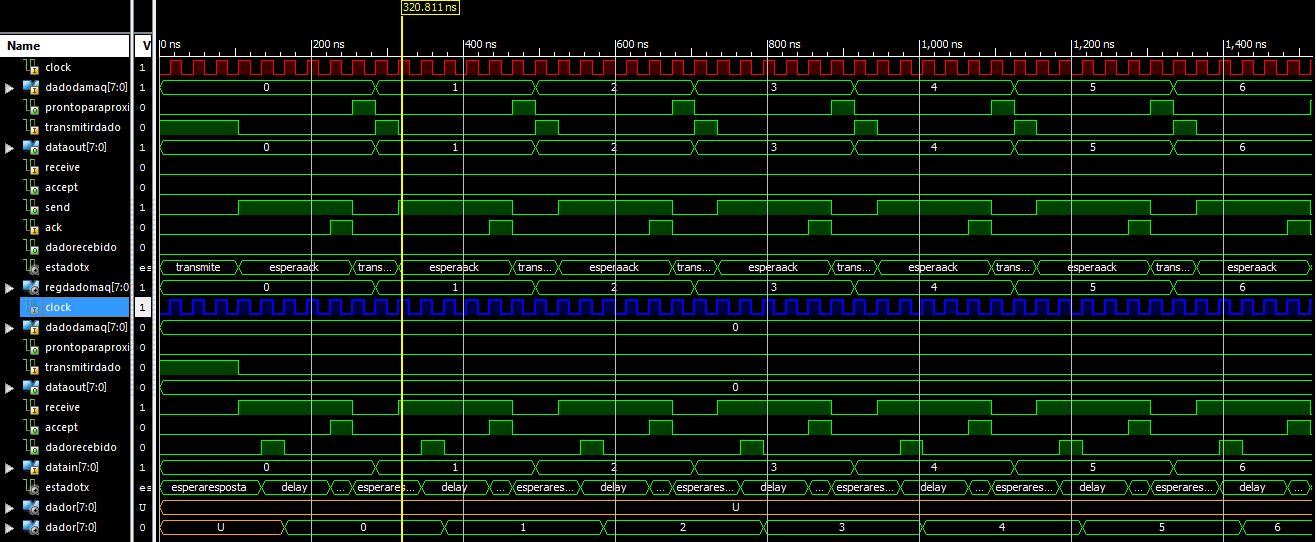 320.811 ns
Name V 0 ns 200 ns 400 ns 600 ns 800 ns 1,000 ns 1,200 ns 1,400 ns
clock 1
dadodamaq[7:0] 1 0 1 2 3 4 5 6
prontoparaproxi 0
transmitirdado 0
dataout[7:0] 1 0 1 2 3 4 5 6
receive 0
accept 0
send 1
ack 0
dadorecebido 0
estadotx es transmite esperaack trans... esperaack trans... esperaack trans... esperaack trans... esperaack trans... esperaack trans... esperaack
regdadomaq[7:0 1 0 1 2 3 4 5 6
clock 1
dadodamaq[7:0] 0 0
prontoparaproxi 0
transmitirdado 0
dataout[7:0] 0 0
receive 1
accept 0
dadorecebido 0
datain[7:0] 1 0 1 2 3 4 5 6
estadotx es esperaresposta delay ... esperares... delay ... esperares... delay ... esperares... delay ... esperares... delay ... esperares... delay ... esperares... delay ...
dador[7:0] U U
dador[7:0] 0 U 0 1 2 3 4 5 6